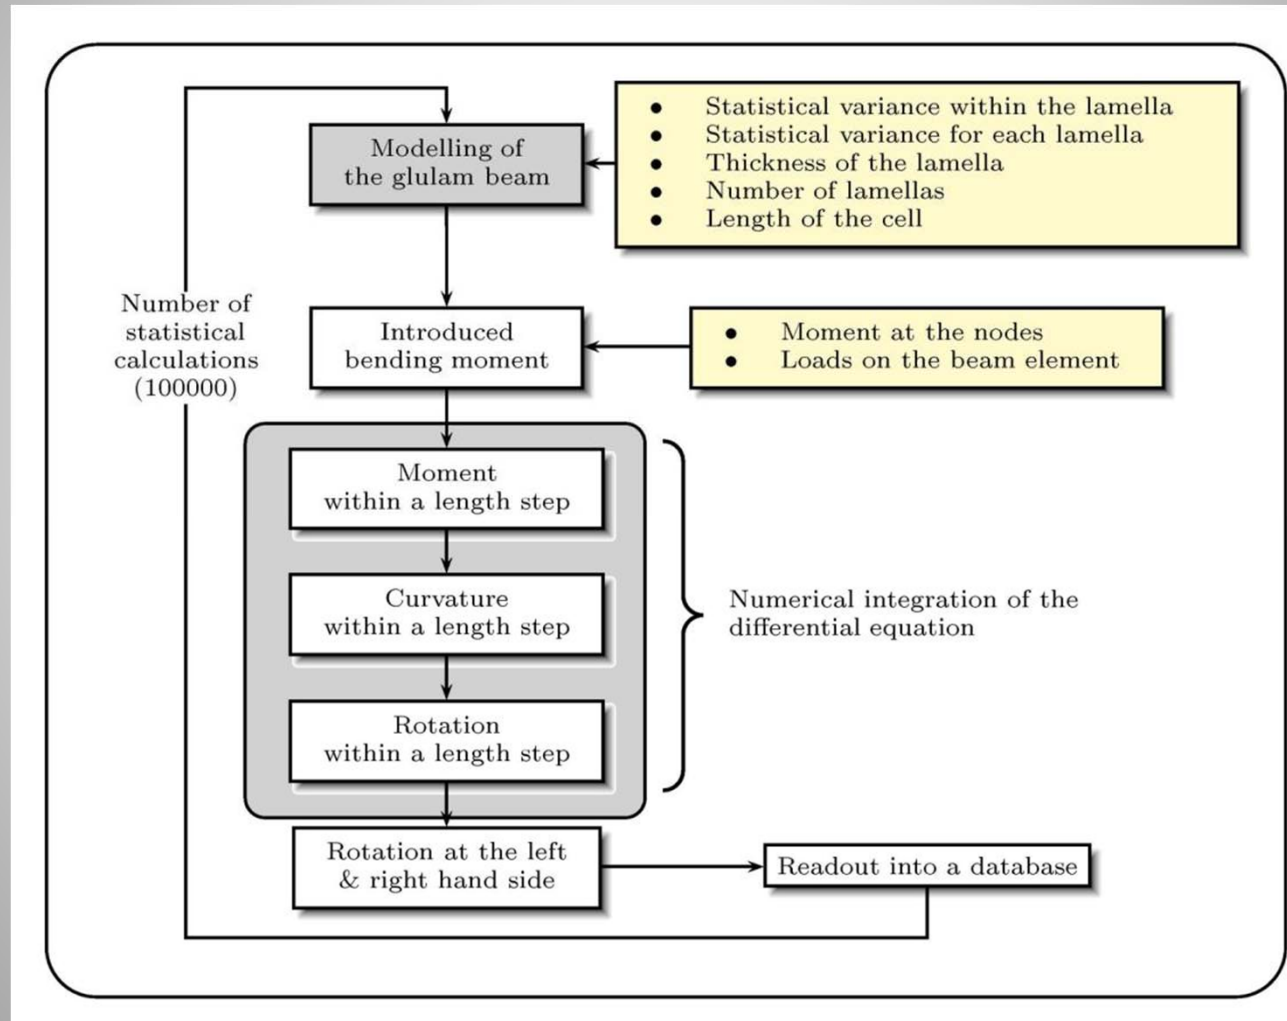 • Statistical variance within the lamella
• Statistical variance for each lamella
• Thickness of the lamella
• Number of lamellas
• Length of the cell
Modelling of
the glulam beam
Number of
statistical
calculations
(100000)
Introduced
bending moment
• Moment at the nodes
• Loads on the beam element
Moment
within a length step
Curvature
within a length step
Rotation
within a length step
Numerical integration of the
differential equation
Rotation at the left
& right hand side
Readout into a database